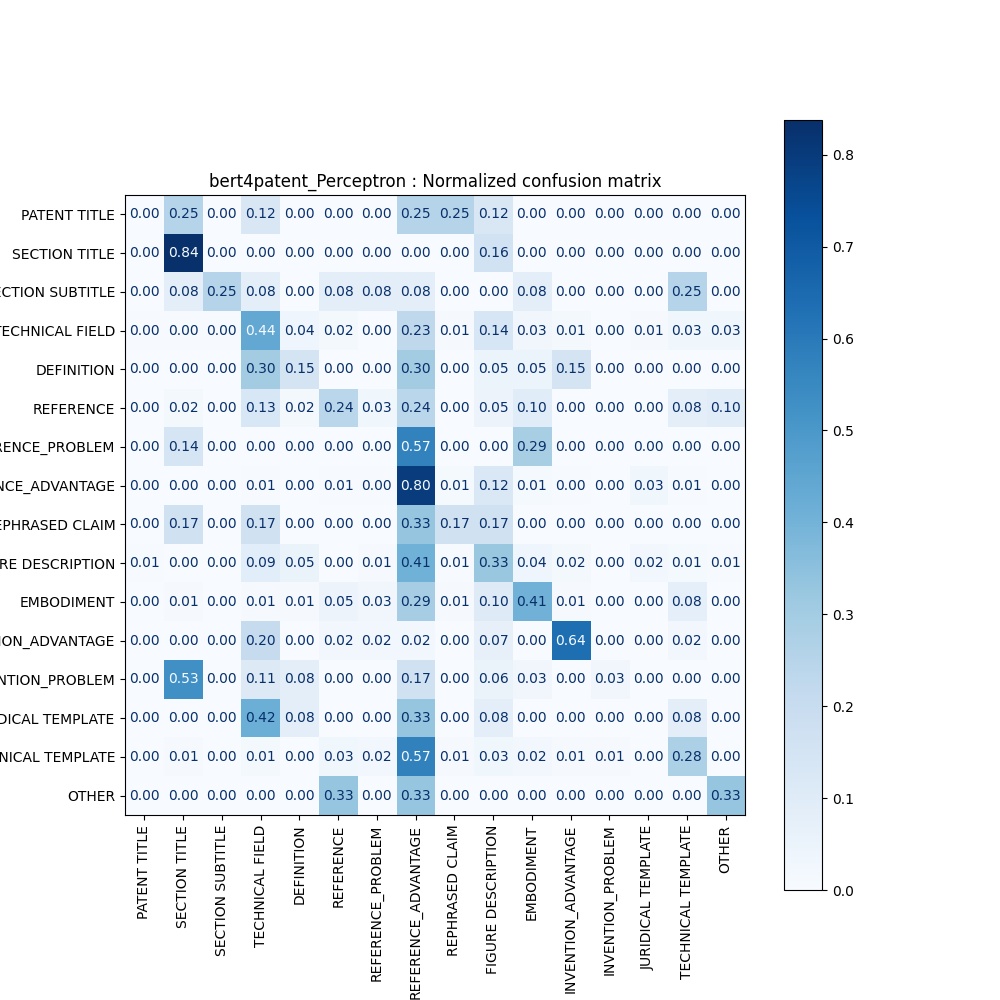 bert4patent_Perceptron : Normalized confusion matrix
PATENT TITLE 0.00 0.25 0.00 0.12 0.00 0.00 0.00 0.25 0.25 0.12 0.00 0.00 0.00 0.00 0.00 0.00
SECTION TITLE 0.00 0.84 0.00 0.00 0.00 0.00 0.00 0.00 0.00 0.16 0.00 0.00 0.00 0.00 0.00 0.00
ECTION SUBTITLE 0.00 0.08 0.25 0.08 0.00 0.08 0.08 0.08 0.00 0.00 0.08 0.00 0.00 0.00 0.25 0.00
TECHNICAL FIELD 0.00 0.00 0.00 0.44 0.04 0.02 0.00 0.23 0.01 0.14 0.03 0.01 0.00 0.01 0.03 0.03
DEFINITION 0.00 0.00 0.00 0.30 0.15 0.00 0.00 0.30 0.00 0.05 0.05 0.15 0.00 0.00 0.00 0.00
REFERENCE 0.00 0.02 0.00 0.13 0.02 0.24 0.03 0.24 0.00 0.05 0.10 0.00 0.00 0.00 0.08 0.10
RENCE_PROBLEM 0.00 0.14 0.00 0.00 0.00 0.00 0.00 0.57 0.00 0.00 0.29 0.00 0.00 0.00 0.00 0.00
NCE_ADVANTAGE 0.00 0.00 0.00 0.01 0.00 0.01 0.00 0.80 0.01 0.12 0.01 0.00 0.00 0.03 0.01 0.00
EPHRASED CLAIM 0.00 0.17 0.00 0.17 0.00 0.00 0.00 0.33 0.17 0.17 0.00 0.00 0.00 0.00 0.00 0.00
RE DESCRIPTION 0.01 0.00 0.00 0.09 0.05 0.00 0.01 0.41 0.01 0.33 0.04 0.02 0.00 0.02 0.01 0.01
EMBODIMENT 0.00 0.01 0.00 0.01 0.01 0.05 0.03 0.29 0.01 0.10 0.41 0.01 0.00 0.00 0.08 0.00
ION_ADVANTAGE 0.00 0.00 0.00 0.20 0.00 0.02 0.02 0.02 0.00 0.07 0.00 0.64 0.00 0.00 0.02 0.00
NTION_PROBLEM 0.00 0.53 0.00 0.11 0.08 0.00 0.00 0.17 0.00 0.06 0.03 0.00 0.03 0.00 0.00 0.00
DICAL TEMPLATE 0.00 0.00 0.00 0.42 0.08 0.00 0.00 0.33 0.00 0.08 0.00 0.00 0.00 0.00 0.08 0.00
NICAL TEMPLATE 0.00 0.01 0.00 0.01 0.00 0.03 0.02 0.57 0.01 0.03 0.02 0.01 0.01 0.00 0.28 0.00
OTHER 0.00 0.00 0.00 0.00 0.00 0.33 0.00 0.33 0.00 0.00 0.00 0.00 0.00 0.00 0.00 0.33
PATENT TITLE
SECTION TITLE
SECTION SUBTITLE
TECHNICAL FIELD
DEFINITION
REFERENCE
REFERENCE_PROBLEM
REFERENCE_ADVANTAGE
REPHRASED CLAIM
FIGURE DESCRIPTION
EMBODIMENT
INVENTION_ADVANTAGE
INVENTION_PROBLEM
JURIDICAL TEMPLATE
TECHNICAL TEMPLATE
OTHER
0.8
0.7
0.6
0.5
0.4
0.3
0.2
0.1
0.0